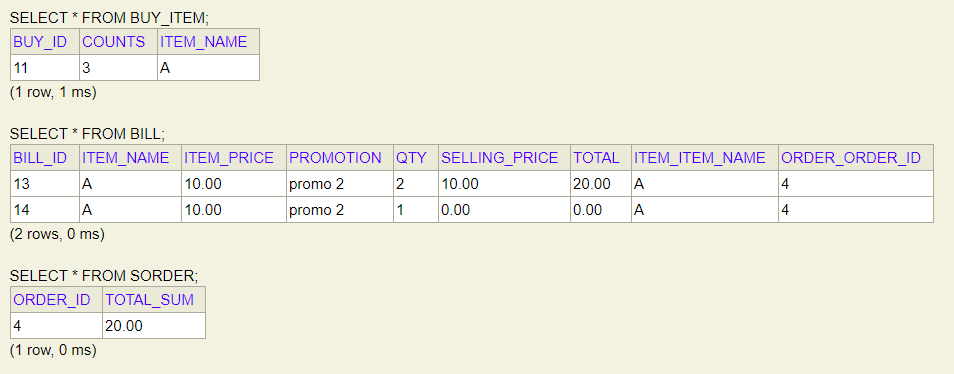 SELECT * FROM BUY_ITEM;
BUY_ID COUNTS ITEM_NAME
11 3 A
(1 row, 1 ms)
SELECT * FROM BILL;
BILL_ID ITEM_NAME ITEM_PRICE PROMOTION QTY SELLING_PRICE TOTAL ITEM_ITEM_NAME ORDER_ORDER_ID
13 A 10.00 promo 2 2 10.00 20.00 A 4
14 A 10.00 promo 2 1 0.00 0.00 A 4
(2 rows, 0 ms)
SELECT * FROM SORDER;
ORDER_ID TOTAL_SUM
4 20.00
(1 row, 0 ms)